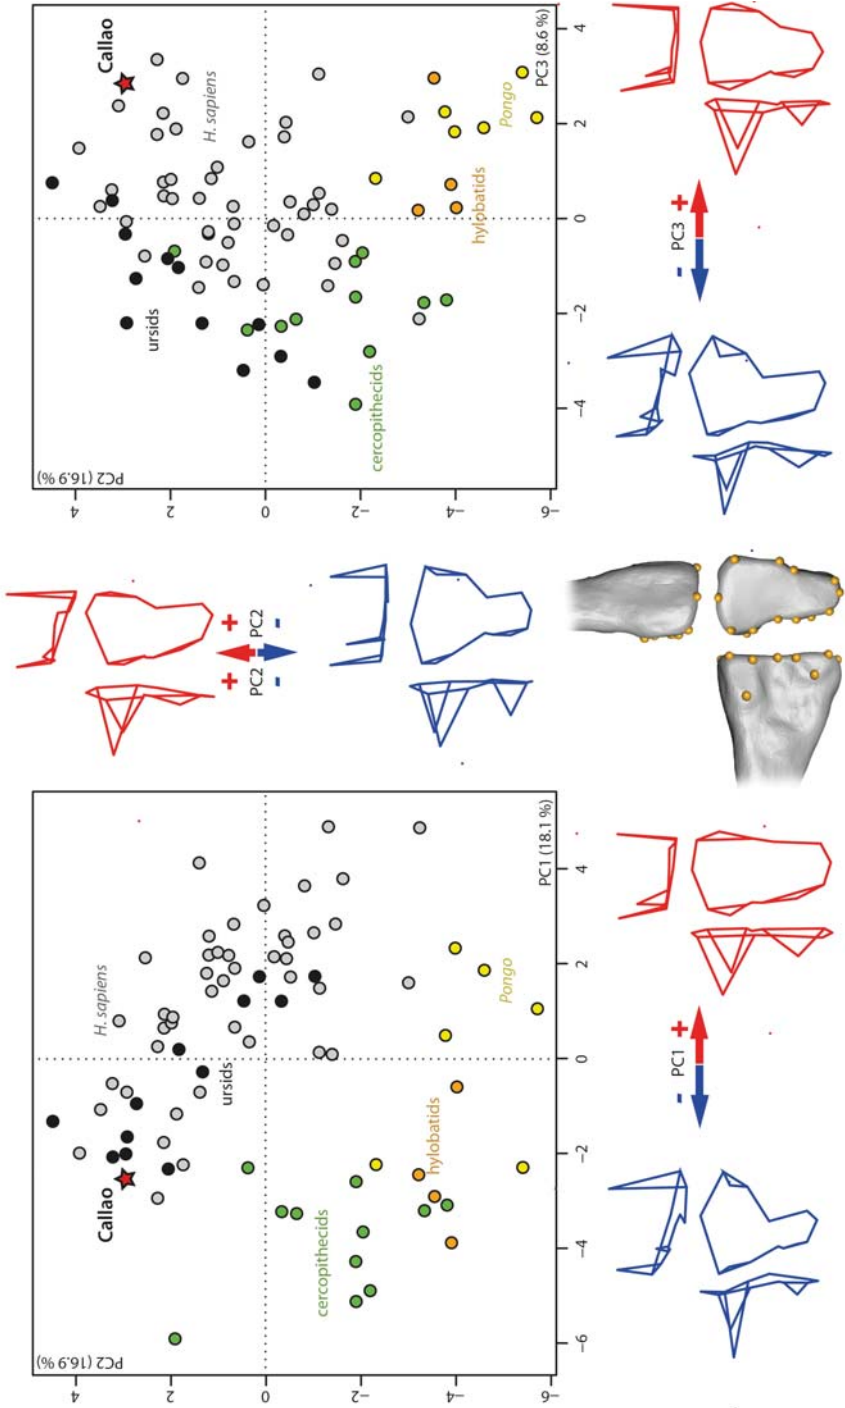 PC2 (16.9 %)
4
2
0
−2
−4
−6
Callao
H. sapiens
ursids
cercopithecids
hylobatids
Pongo
PC1 (18.1 %)
−6 −4 −2 0 2 4
- +
PC1
+ +
PC2 PC2
- -
PC2 (16.9 %)
4
2
0
−2
−4
−6
Callao
ursids
H. sapiens
cercopithecids
hylobatids
Pongo
PC3 (8.6 %)
−4 −2 0 2 4
- +
PC3